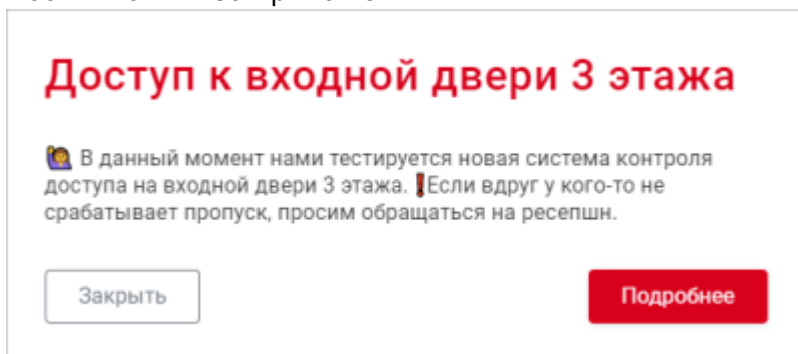 Доступ к входной двери 3 этажа
🙋 В данный момент нами тестируется новая система контроля
доступа на входной двери 3 этажа. ❗Если вдруг у кого-то не
срабатывает пропуск, просим обращаться на ресепшн.
Закрыть
Подробнее